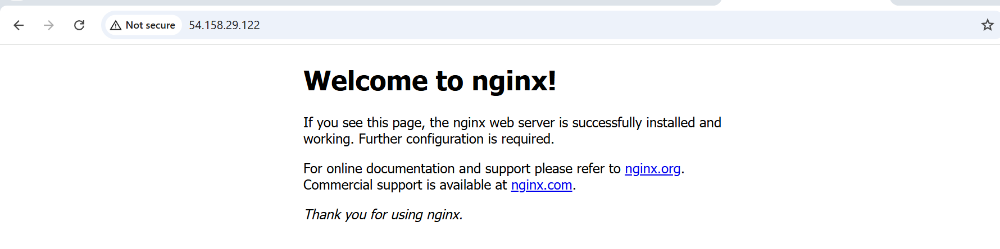 Not secure 54.158.29.122
Welcome to nginx!
If you see this page, the nginx web server is successfully installed and
working. Further configuration is required.
For online documentation and support please refer to nginx.org.
Commercial support is available at nginx.com.
Thank you for using nginx.